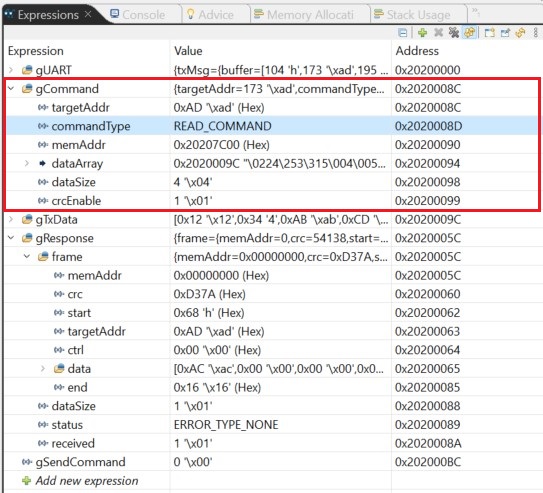 Expressions × Console Advice Memory Allocati Stack Usage »1
Expression Value Address
gUART {txMsg={buffer=[104 'h',173 '\xad',195 ... 0x20200000
gCommand {targetAddr=173 '\xad',commandType... 0x2020008C
targetAddr 0xAD '\xad' (Hex) 0x2020008C
commandType READ_COMMAND 0x2020008D
memAddr 0x20207C00 (Hex) 0x20200090
dataArray 0x2020009C "\0224\253\315\004\005... 0x20200094
dataSize 4 '\x04' 0x20200098
crcEnable 1 '\x01' 0x20200099
gTxData [0x12 '\x12',0x34 '4',0xAB '\xab',0xCD '\... 0x2020009C
gResponse {frame={memAddr=0,crc=54138,start=... 0x2020005C
frame {memAddr=0x00000000,crc=0xD37A,s... 0x2020005C
memAddr 0x00000000 (Hex) 0x2020005C
crc 0xD37A (Hex) 0x20200060
start 0x68 'h' (Hex) 0x20200062
targetAddr 0xAD '\xad' (Hex) 0x20200063
ctrl 0x00 '\x00' (Hex) 0x20200064
data [0xAC '\xac',0x00 '\x00',0x00 '\x00',0x0... 0x20200065
end 0x16 '\x16' (Hex) 0x20200085
dataSize 1 '\x01' 0x20200088
status ERROR_TYPE_NONE 0x20200089
received 1 '\x01' 0x2020008A
gSendCommand 0 '\x00' 0x202000BC
Add new expression